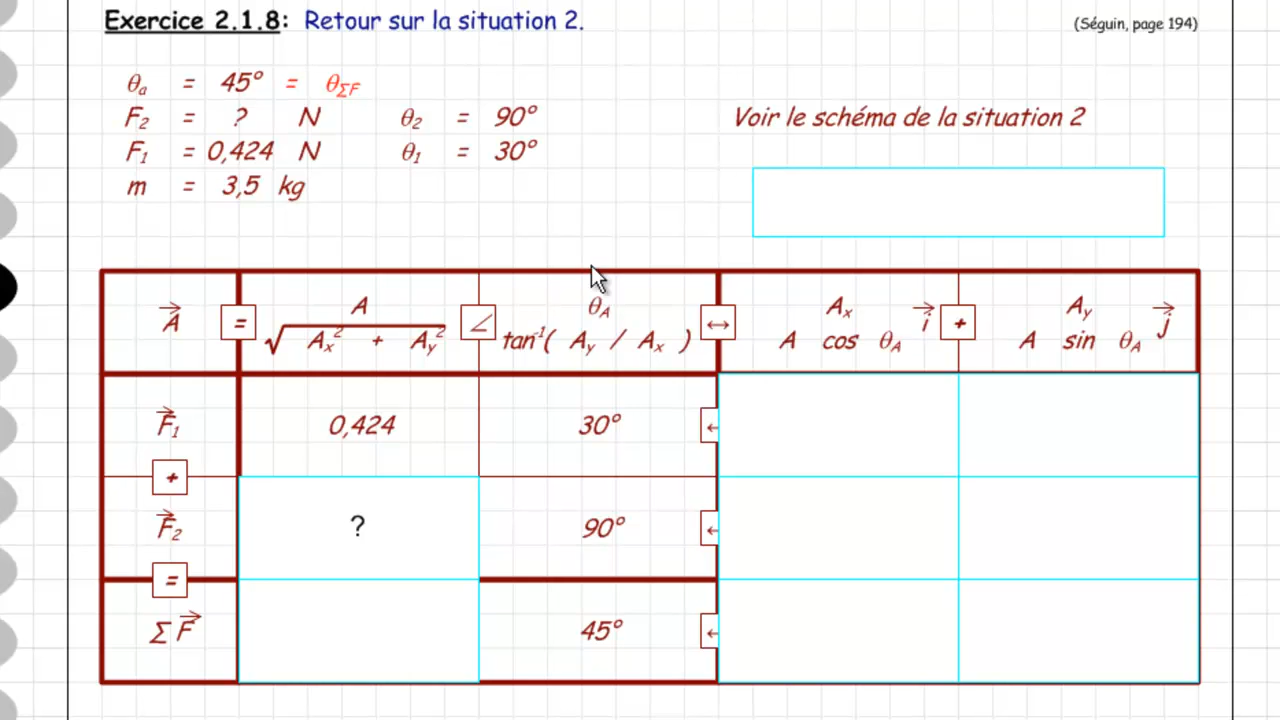 Exercice 2.1.8: Retour sur la situation 2. (Séguin, page 194)
θa = 45° = θΣF
F2 = ? N θ2 = 90° Voir le schéma de la situation 2
F1 = 0,424 N θ1 = 30°
m = 3,5 kg
A = A ∠ θA ↔ Ax i + Ay j
√ Ax² + Ay² tan⁻¹( Ay / Ax ) A cos θA A sin θA
F1 0,424 30° ←
+
F2 ? 90° ←
=
Σ F 45° ←